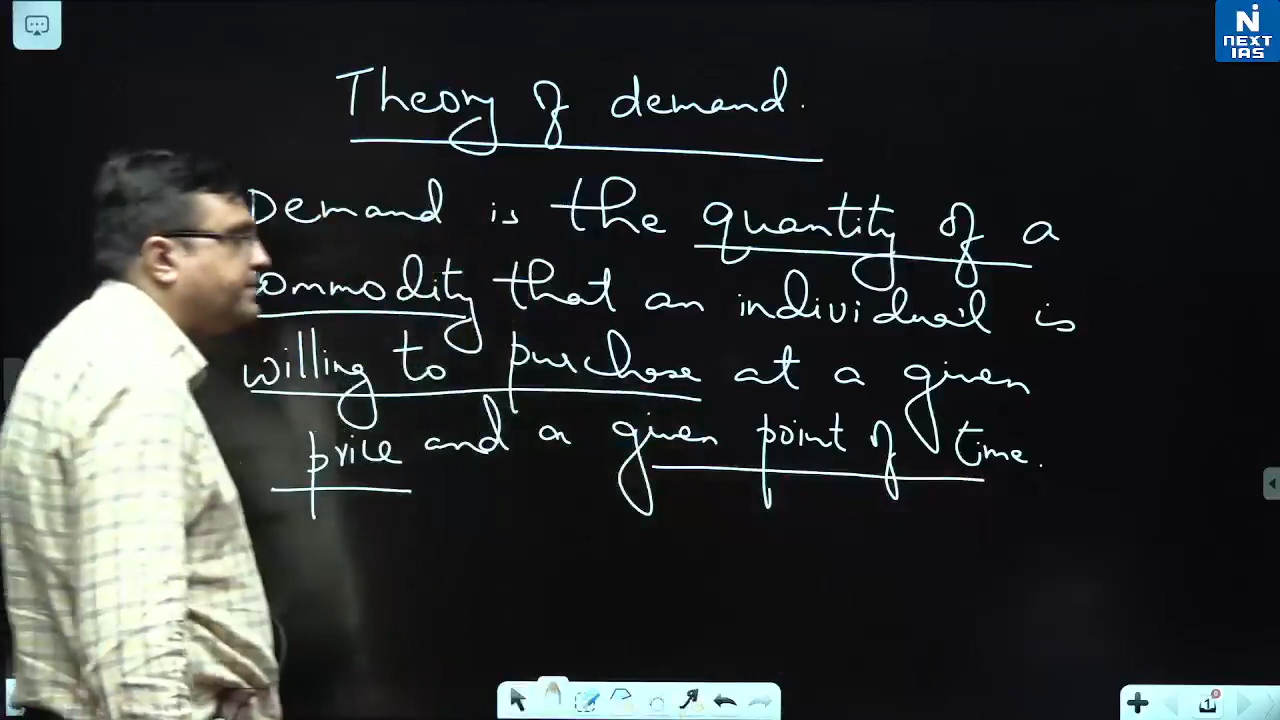 NEXT
IAS
Theory of demand.
Demand is the quantity of a
commodity that an individual is
willing to purchase at a given
price and a given point of time.